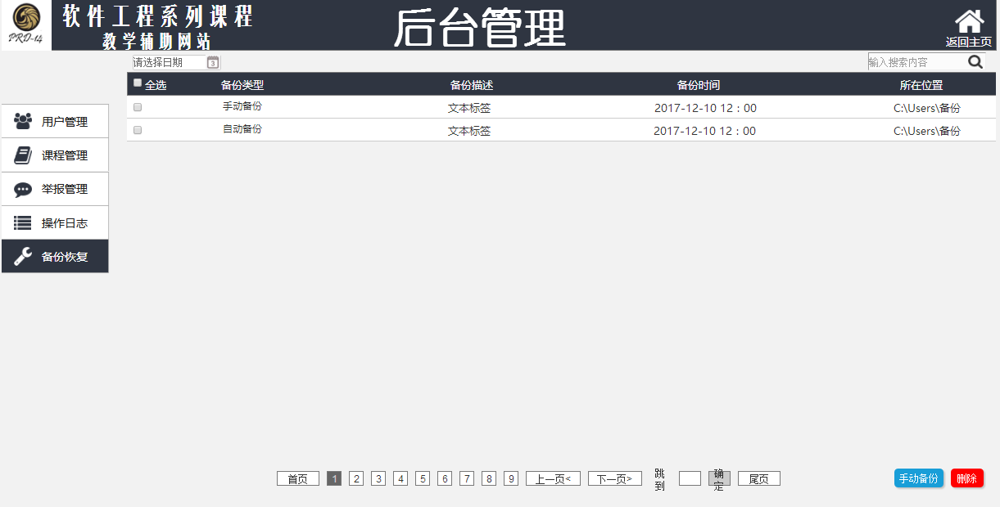 PRD-14
软件工程系列课程
教学辅助网站
后台管理
返回主页
请选择日期 3
输入搜索内容
全选 备份类型 备份描述 备份时间 所在位置
手动备份 文本标签 2017-12-10 12：00 C:\Users\备份
自动备份 文本标签 2017-12-10 12：00 C:\Users\备份
用户管理
课程管理
举报管理
操作日志
备份恢复
首页 1 2 3 4 5 6 7 8 9 上一页< 下一页> 跳到 确定 尾页
手动备份 删除